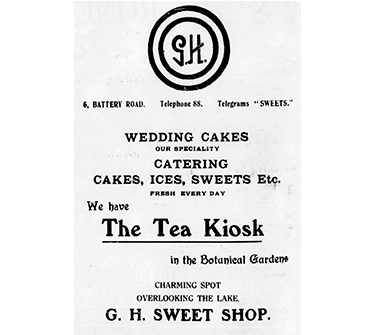 G.H.
6, BATTERY ROAD. Telephone 88. Telegrams "SWEETS."
WEDDING CAKES
OUR SPECIALITY
CATERING
CAKES, ICES, SWEETS Etc.
FRESH EVERY DAY
We have
The Tea Kiosk
in the Botanical Gardens
CHARMING SPOT
OVERLOOKING THE LAKE.
G. H. SWEET SHOP.